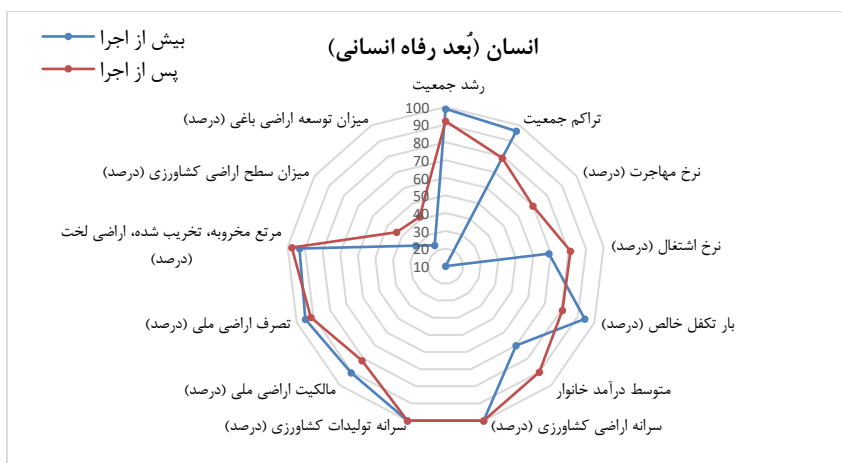 انسان (بُعد رفاه انسانی)
بیش از اجرا
پس از اجرا
رشد جمعیت
تراکم جمعیت
نرخ مهاجرت (درصد)
نرخ اشتغال (درصد)
بار تکفل خالص (درصد)
متوسط درآمد خانوار
سرانه اراضی کشاورزی (درصد)
سرانه تولیدات کشاورزی (درصد)
مالکیت اراضی ملی (درصد)
تصرف اراضی ملی (درصد)
مرتع مخروبه، تخریب شده، اراضی لخت
(درصد)
میزان سطح اراضی کشاورزی (درصد)
میزان توسعه اراضی باغی (درصد)
100
90
80
70
60
50
40
30
20
10